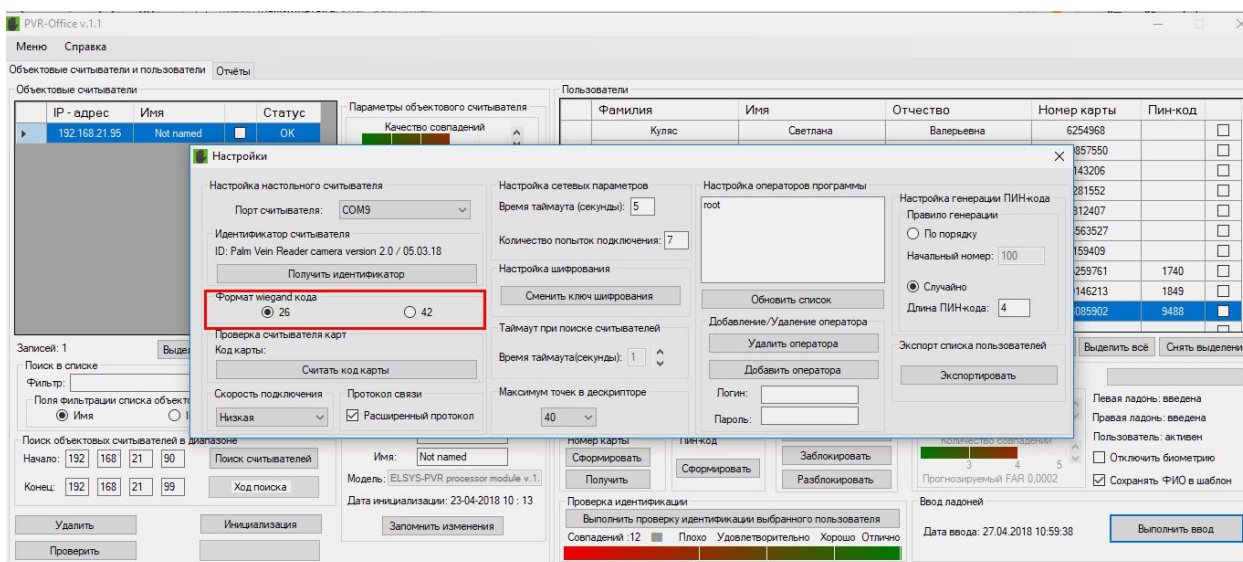 PVR-Office v.1.1
Меню Справка
Объектовые считыватели и пользователи Отчёты
Объектовые считыватели
IP - адрес Имя Статус
192.168.21.95 Not named OK
Параметры объектового считывателя
Качество совпадений
Пользователи
Фамилия Имя Отчество Номер карты Пин-код
Куляс Светлана Валерьевна 6254968
857550
143206
281552
812407
563527
159409
259761 1740
146213 1849
085902 9488
Настройки
Настройка настольного считывателя
Порт считывателя: COM9
Идентификатор считывателя
ID: Palm Vein Reader camera version 2.0 / 05.03.18
Получить идентификатор
Формат wiegand кода
26 42
Проверка считывателя карт
Код карты:
Считать код карты
Скорость подключения
Низкая
Протокол связи
Расширенный протокол
Настройка сетевых параметров
Время таймаута (секунды): 5
Количество попыток подключения: 7
Настройка шифрования
Сменить ключ шифрования
Таймаут при поиске считывателей
Время таймаута(секунды): 1
Максимум точек в дескрипторе
40
Настройка операторов программы
root
Обновить список
Добавление/Удаление оператора
Удалить оператора
Добавить оператора
Логин:
Пароль:
Настройка генерации ПИН-кода
Правило генерации
По порядку
Начальный номер: 100
Случайно
Длина ПИН-кода: 4
Экспорт списка пользователей
Экспортировать
Записей: 1
Поиск в списке
Фильтр:
Поля фильтрации списка объекто
Имя
Поиск объектовых считывателей в диапазоне
Начало: 192 168 21 90 Поиск считывателей
Конец: 192 168 21 99 Ход поиска
Удалить Инициализация
Проверить
Имя: Not named
Модель: ELSYS-PVR processor module v.1.
Дата инициализации: 23-04-2018 10 : 13
Запомнить изменения
Номер карты Пин-код
Сформировать
Получить
Сформировать
Заблокировать
Разблокировать
Проверка идентификации
Выполнить проверку идентификации выбранного пользователя
Совпадений :12 Плохо Удовлетворительно Хорошо Отлично
Выделить всё Снять выделени
Количество совпадений
3 4 5
Прогнозируемый FAR 0,0002
Левая ладонь: введена
Правая ладонь: введена
Пользователь: активен
Отключить биометрию
Сохранять ФИО в шаблон
Ввод ладоней
Дата ввода: 27.04.2018 10:59:38
Выполнить ввод